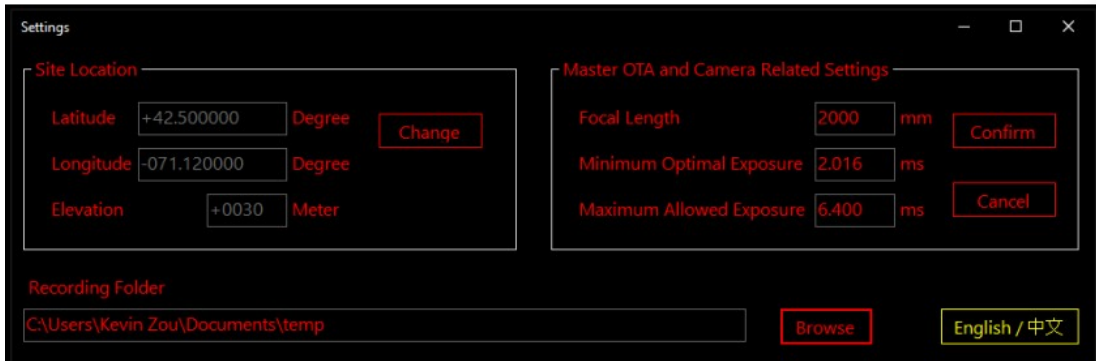 Settings
Site Location
Latitude +42.500000 Degree
Change
Longitude -071.120000 Degree
Elevation +0030 Meter
Master OTA and Camera Related Settings
Focal Length 2000 mm
Confirm
Minimum Optimal Exposure 2.016 ms
Maximum Allowed Exposure 6.400 ms
Cancel
Recording Folder
C:\Users\Kevin Zou\Documents\temp
Browse
English / 中文